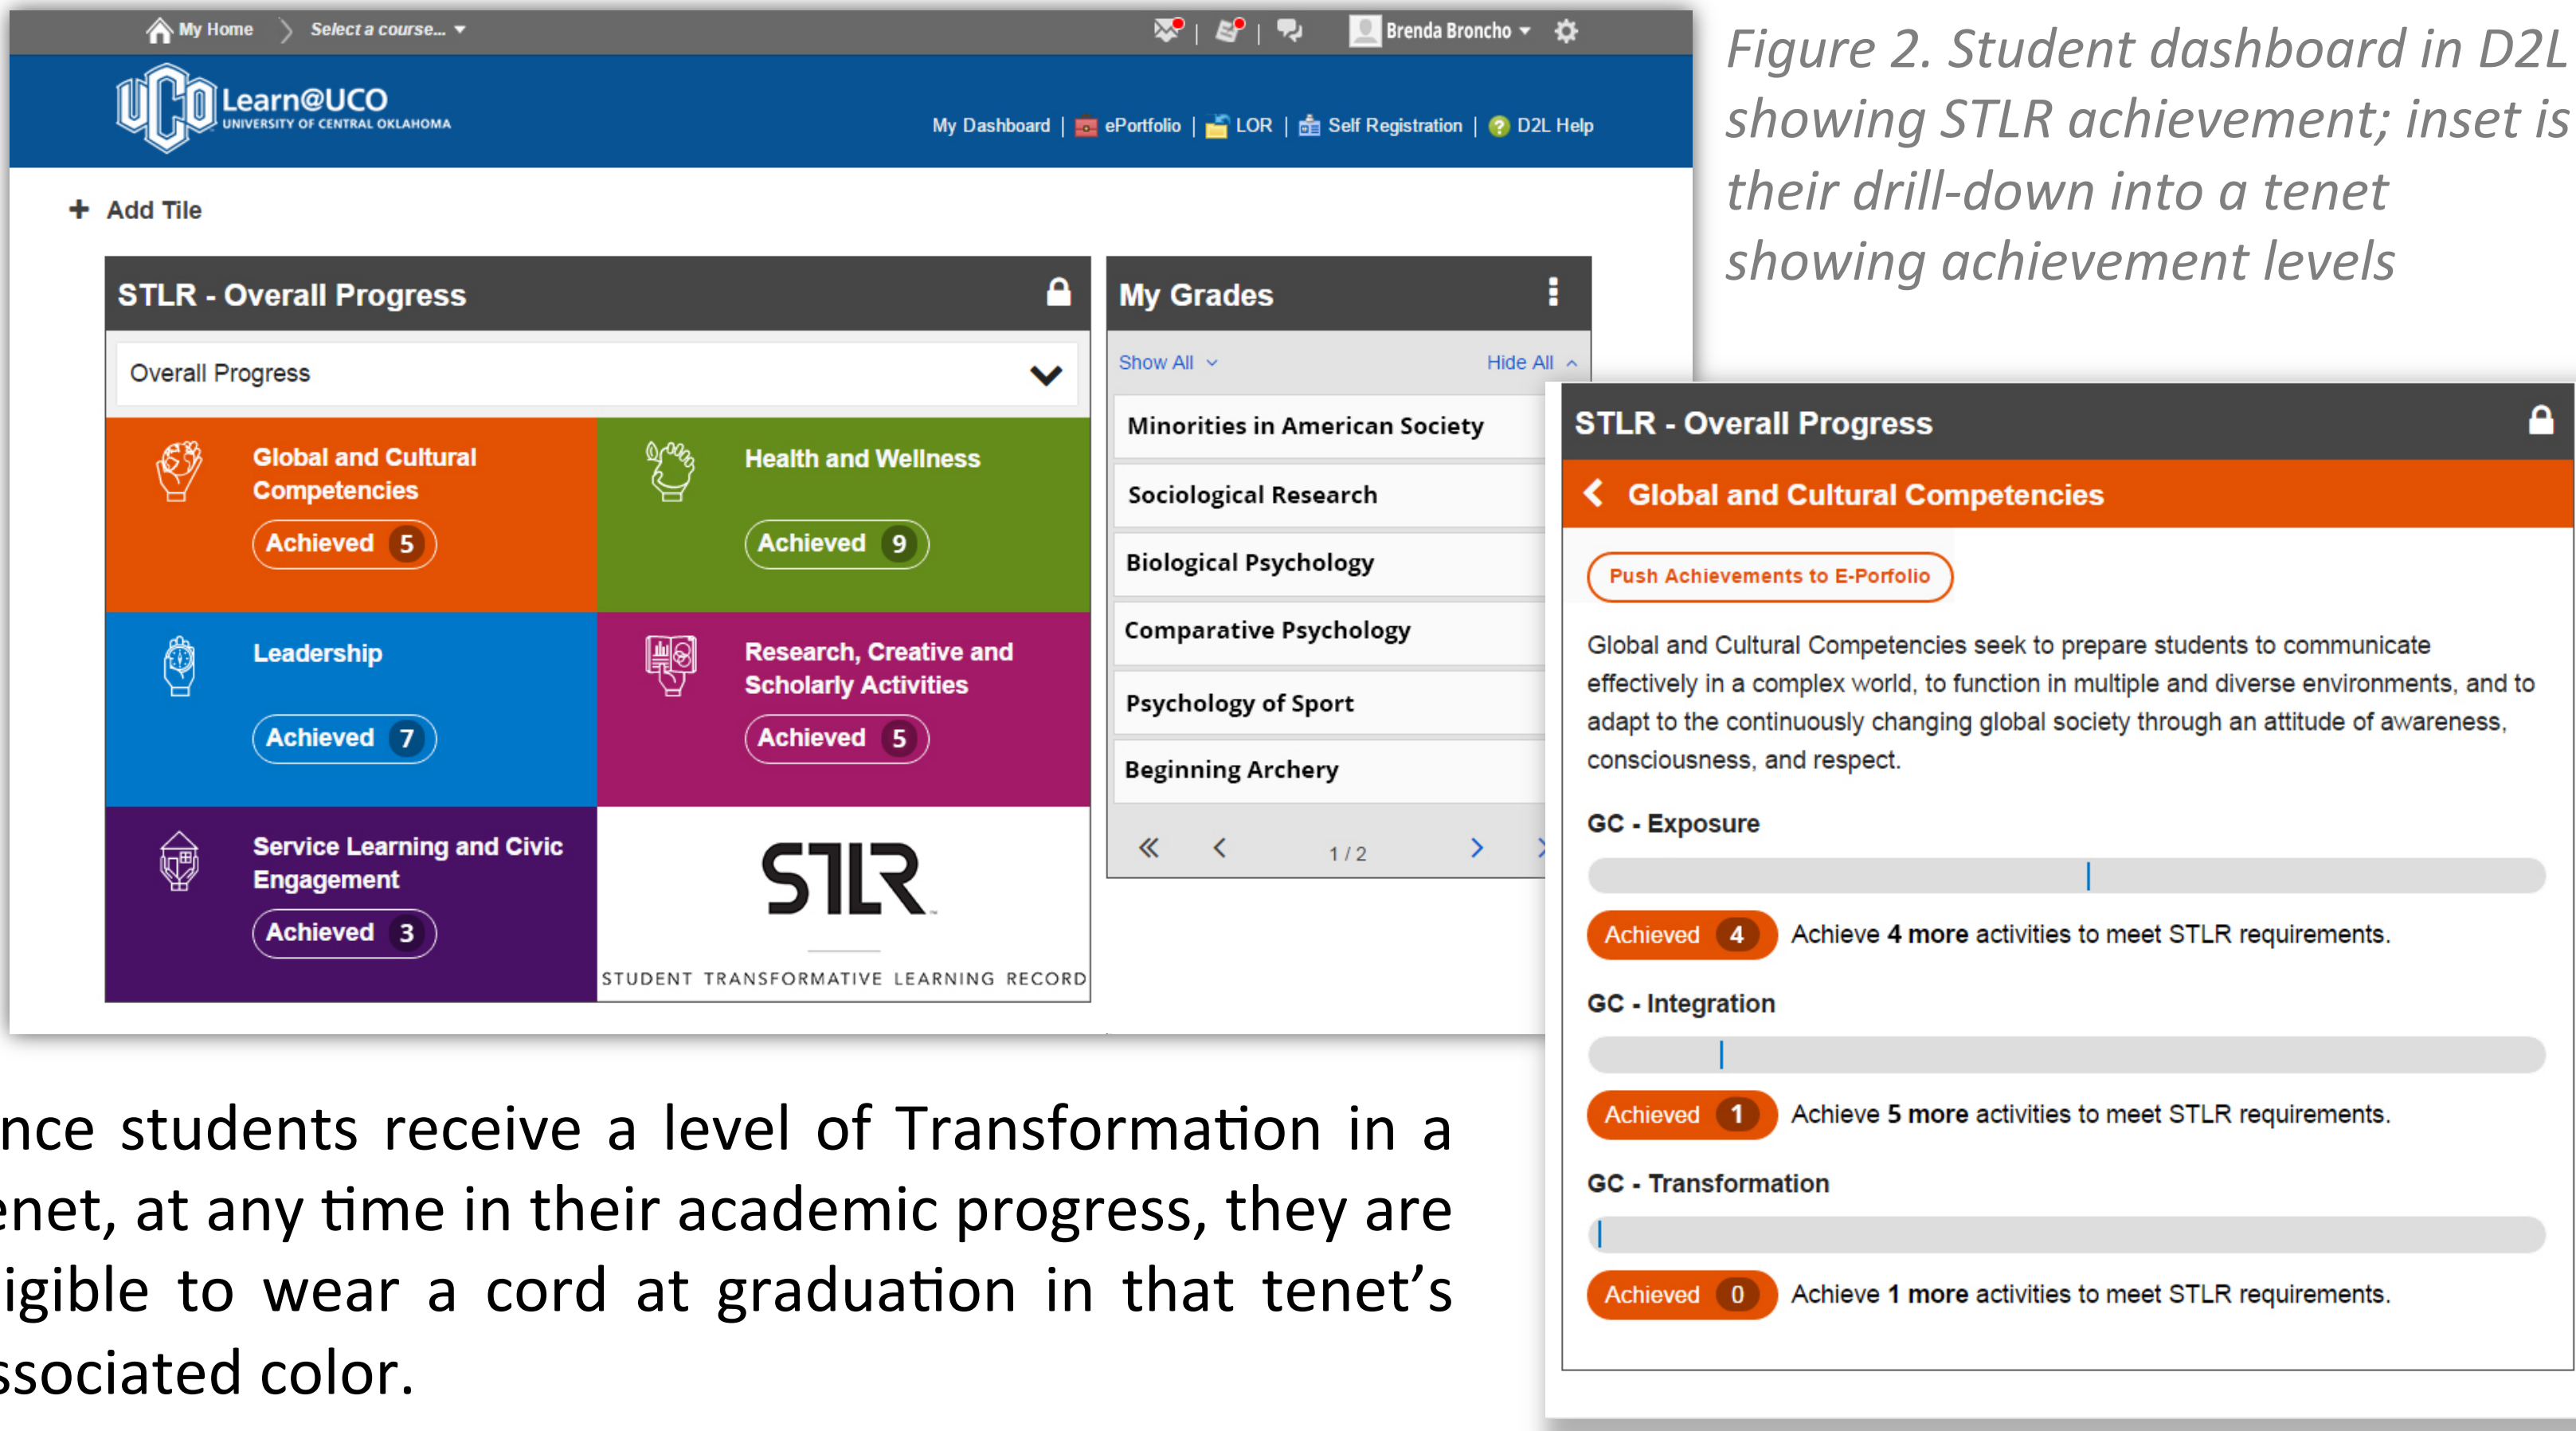 My Home
Select a course...
Brenda Broncho
UCO
Learn@UCO
UNIVERSITY OF CENTRAL OKLAHOMA
My Dashboard | ePortfolio | LOR | Self Registration | D2L Help
+ Add Tile
STLR - Overall Progress
Overall Progress
Global and Cultural
Competencies
Achieved 5
Health and Wellness
Achieved 9
Leadership
Achieved 7
Research, Creative and
Scholarly Activities
Achieved 5
Service Learning and Civic
Engagement
Achieved 3
STLR
STUDENT TRANSFORMATIVE LEARNING RECORD
My Grades
Show All
Hide All
Minorities in American Society
Sociological Research
Biological Psychology
Comparative Psychology
Psychology of Sport
Beginning Archery
1 / 2
Figure 2. Student dashboard in D2L
showing STLR achievement; inset is
their drill-down into a tenet
showing achievement levels
STLR - Overall Progress
Global and Cultural Competencies
Push Achievements to E-Porfolio
Global and Cultural Competencies seek to prepare students to communicate
effectively in a complex world, to function in multiple and diverse environments, and to
adapt to the continuously changing global society through an attitude of awareness,
consciousness, and respect.
GC - Exposure
Achieved 4 Achieve 4 more activities to meet STLR requirements.
GC - Integration
Achieved 1 Achieve 5 more activities to meet STLR requirements.
GC - Transformation
Achieved 0 Achieve 1 more activities to meet STLR requirements.
nce students receive a level of Transformation in a
enet, at any time in their academic progress, they are
igible to wear a cord at graduation in that tenet's
ssociated color.